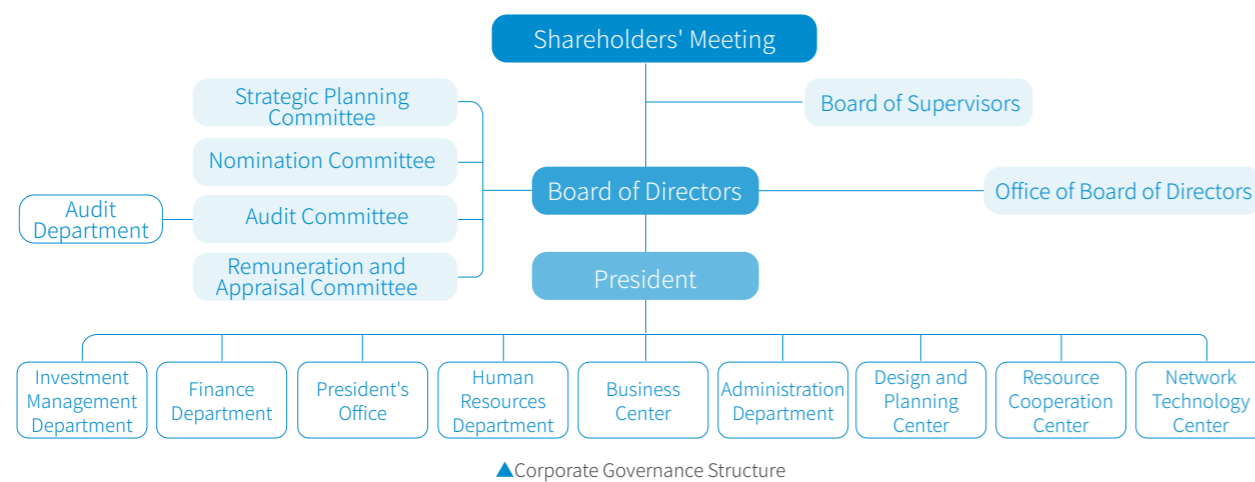 Shareholders' Meeting
Strategic Planning
Committee
Board of Supervisors
Nomination Committee
Board of Directors
Office of Board of Directors
Audit
Department
Audit Committee
Remuneration and
Appraisal Committee
President
Investment
Management
Department
Finance
Department
President's
Office
Human
Resources
Department
Business
Center
Administration
Department
Design and
Planning
Center
Resource
Cooperation
Center
Network
Technology
Center
▲Corporate Governance Structure